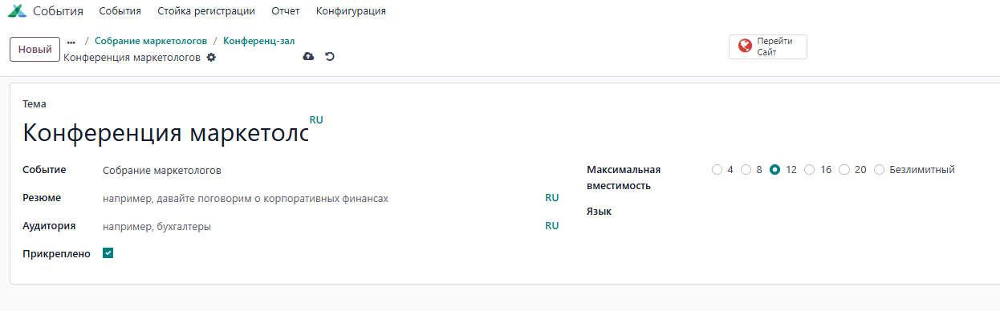 События События Стойка регистрации Отчет Конфигурация
Новый ... / Собрание маркетологов / Конференц-зал
Конференция маркетологов
Перейти
Сайт
Тема
Конференция маркетолс RU
Событие Собрание маркетологов
Максимальная
вместимость
4 8 12 16 20 Безлимитный
Резюме например, давайте поговорим о корпоративных финансах RU
Язык
Аудитория например, бухгалтеры RU
Прикреплено